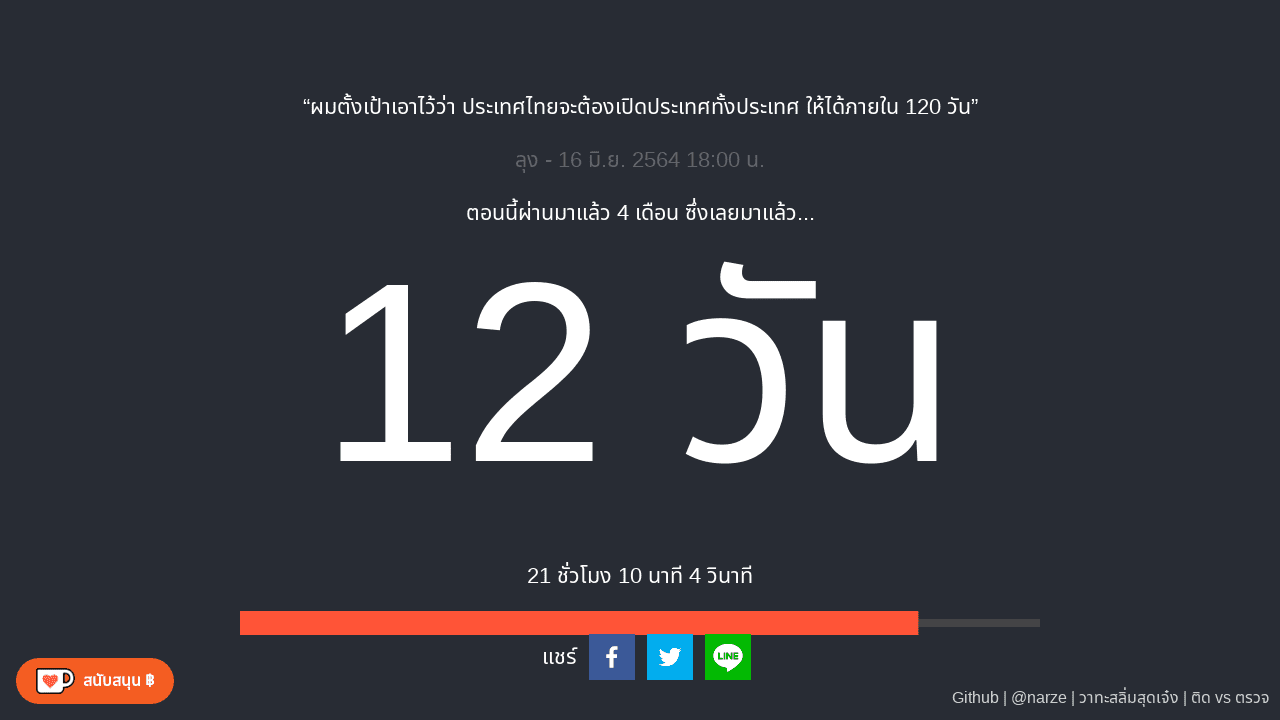 “ผมตั้งเป้าเอาไว้ว่า ประเทศไทยจะต้องเปิดประเทศทั้งประเทศ ให้ได้ภายใน 120 วัน”
ลุง - 16 มิ.ย. 2564 18:00 น.
ตอนนี้ผ่านมาแล้ว 4 เดือน ซึ่งเลยมาแล้ว...
12 วัน
21 ชั่วโมง 10 นาที 4 วินาที
แชร์
LINE
สนับสนุน ฿
Github | @narze | วาทะสลิ่มสุดเจ๋ง | ติด vs ตรวจ